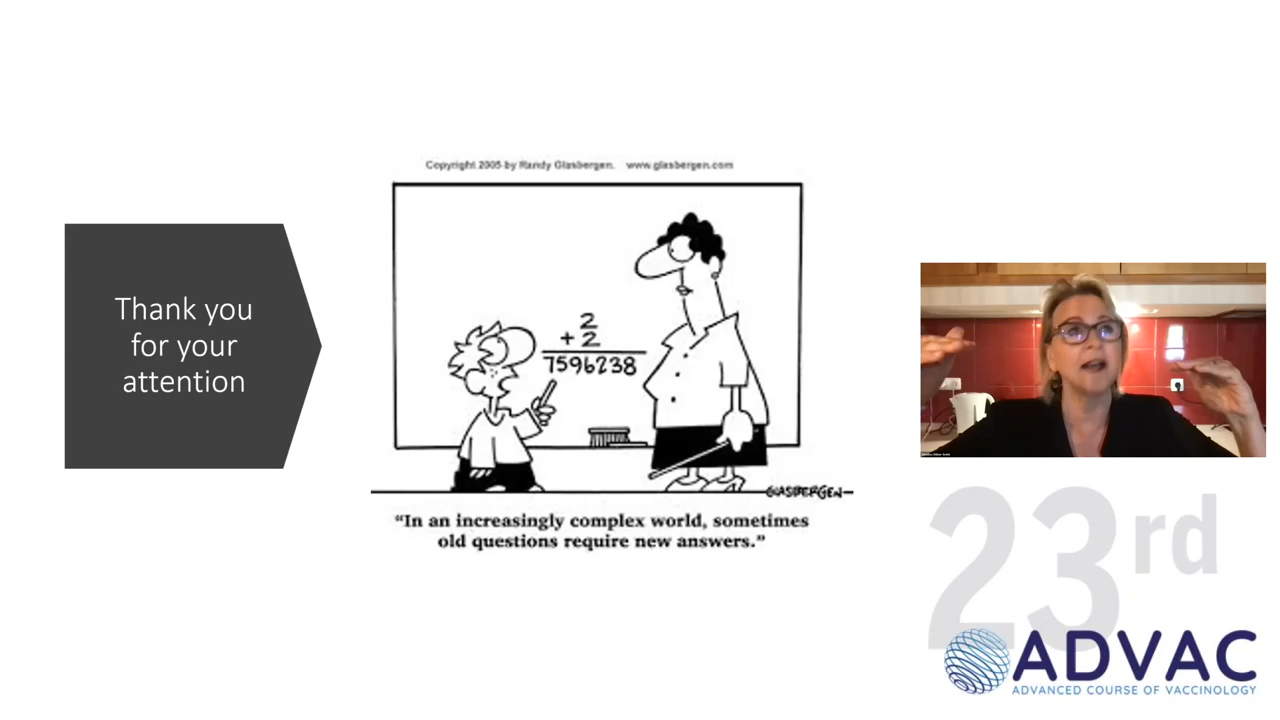 Thank you
for your
attention
Copyright 2005 by Randy Glasbergen. www.glasbergen.com
2
+ 2
7596238
GLASBERGEN
“In an increasingly complex world, sometimes
old questions require new answers.”
23rd
ADVAC
ADVANCED COURSE OF VACCINOLOGY